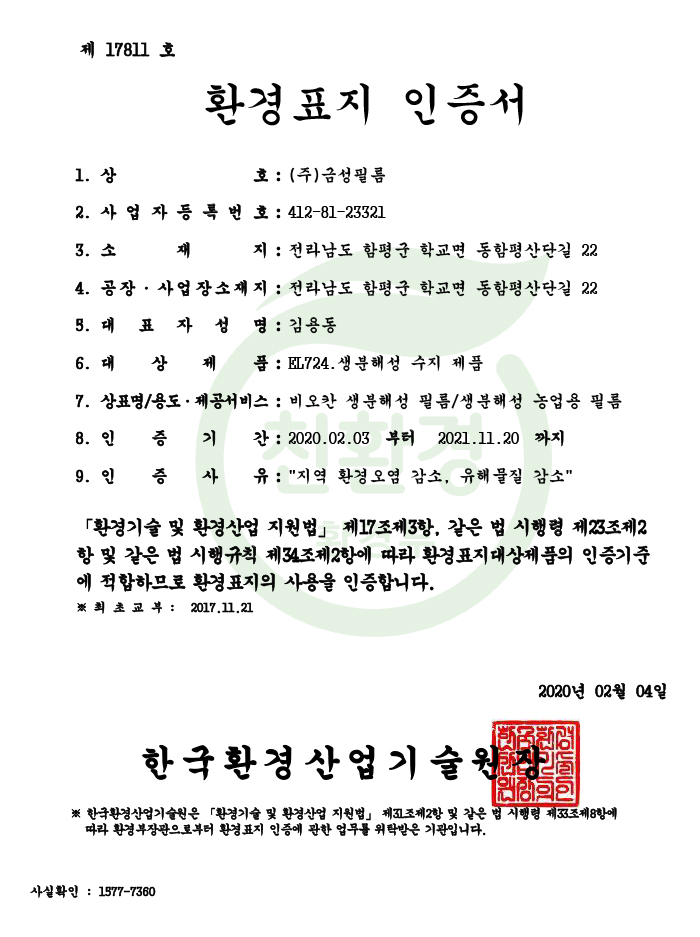 제 17811 호
환경표지 인증서
1. 상 호 : (주)금성필름
2. 사 업 자 등 록 번 호 : 412-81-23321
3. 소 재 지 : 전라남도 함평군 학교면 동함평산단길 22
4. 공장 · 사업장소재지 : 전라남도 함평군 학교면 동함평산단길 22
5. 대 표 자 성 명 : 김용동
6. 대 상 제 품 : EL724.생분해성 수지 제품
7. 상표명/용도 · 제공서비스 : 비오칸 생분해성 필름/생분해성 농업용 필름
8. 인 증 기 간 : 2020.02.03 부터 2021.11.20 까지
9. 인 증 사 유 : "지역 환경오염 감소, 유해물질 감소"
친환경
환경부
「환경기술 및 환경산업 지원법」 제17조제3항, 같은 법 시행령 제23조제2
항 및 같은 법 시행규칙 제34조제2항에 따라 환경표지대상제품의 인증기준
에 적합하므로 환경표지의 사용을 인증합니다.
※ 최 초 교 부 : 2017.11.21
2020년 02월 04일
한국환경산업기술원장
※ 한국환경산업기술원은 「환경기술 및 환경산업 지원법」 제31조제2항 및 같은 법 시행령 제33조제8항에
따라 환경부장관으로부터 환경표지 인증에 관한 업무를 위탁받은 기관입니다.
사실확인 : 1577-7360